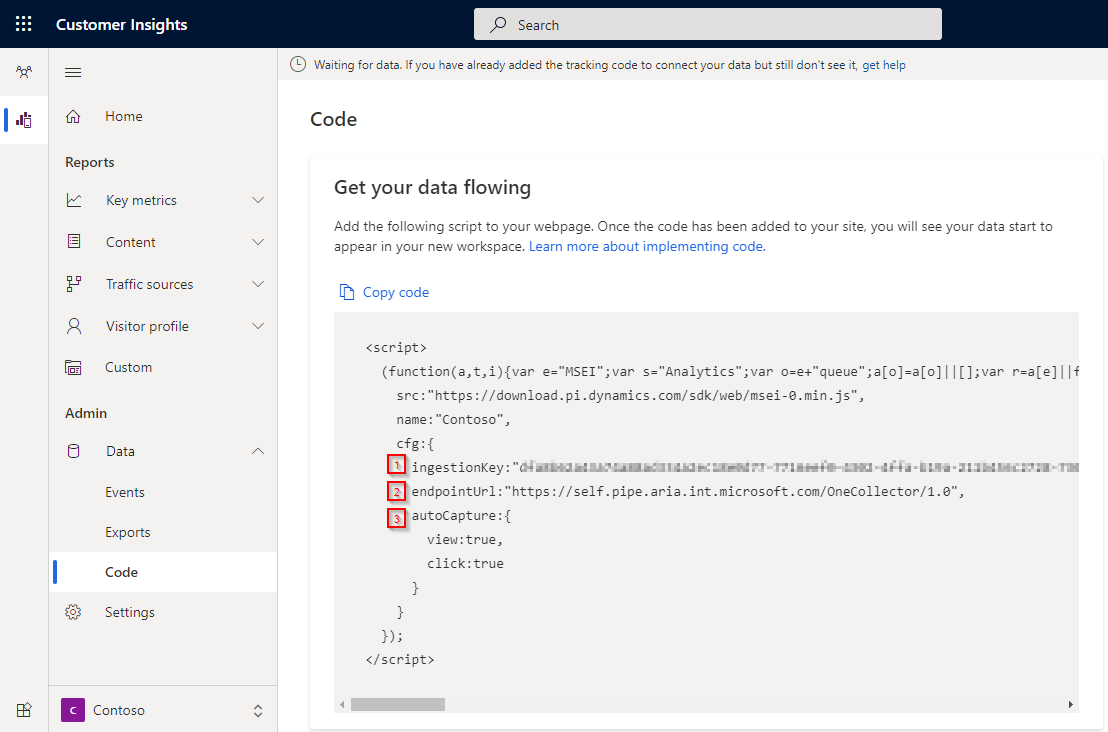 Customer Insights
Search
Waiting for data. If you have already added the tracking code to connect your data but still don't see it, get help
Home
Reports
Key metrics
Content
Traffic sources
Visitor profile
Custom
Admin
Data
Events
Exports
Code
Settings
C Contoso
Code
Get your data flowing
Add the following script to your webpage. Once the code has been added to your site, you will see your data start to
appear in your new workspace. Learn more about implementing code.
Copy code
<script>
(function(a,t,i){var e="MSEI";var s="Analytics";var o=e+"queue";a[o]=a[o]||[];var r=a[e]||f
src:"https://download.pi.dynamics.com/sdk/web/msei-0.min.js",
name:"Contoso",
cfg:{
1 ingestionKey:"
2 endpointUrl:"https://self.pipe.aria.int.microsoft.com/OneCollector/1.0",
3 autoCapture:{
view:true,
click:true
}
}
});
</script>